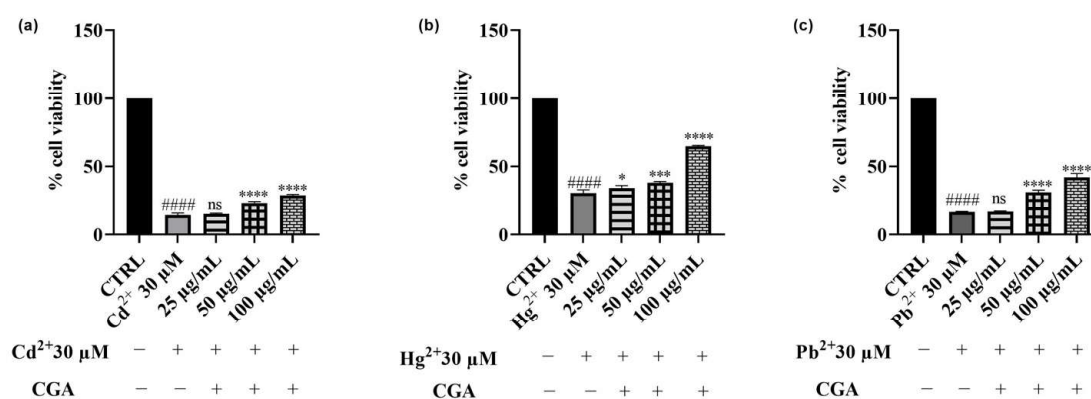 (a)
150
100
50
0
% cell viability
####
ns
****
****
CTRL
Cd²⁺ 30 µM
25 µg/mL
50 µg/mL
100 µg/mL
Cd²⁺30 µM − + + + +
CGA − − + + +
(b)
150
100
50
0
% cell viability
####
*
***
****
CTRL
Hg²⁺ 30 µM
25 µg/mL
50 µg/mL
100 µg/mL
Hg²⁺30 µM − + + + +
CGA − − + + +
(c)
150
100
50
0
% cell viability
####
ns
****
****
CTRL
Pb²⁺ 30 µM
25 µg/mL
50 µg/mL
100 µg/mL
Pb²⁺30 µM − + + + +
CGA − − + + +